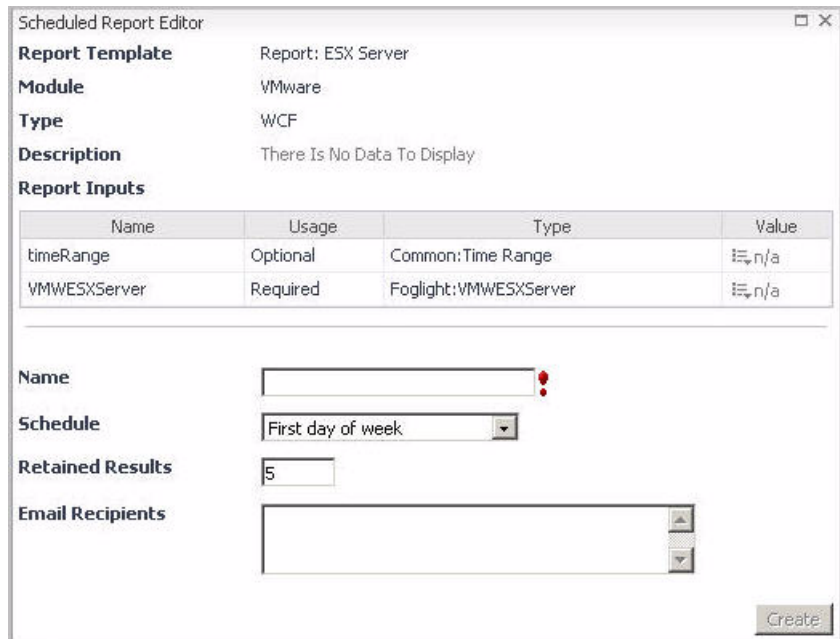 Scheduled Report Editor
Report Template Report: ESX Server
Module VMware
Type WCF
Description There Is No Data To Display
Report Inputs
Name Usage Type Value
timeRange Optional Common:Time Range n/a
VMWESXServer Required Foglight:VMWESXServer n/a
Name
Schedule First day of week
Retained Results 5
Email Recipients
Create